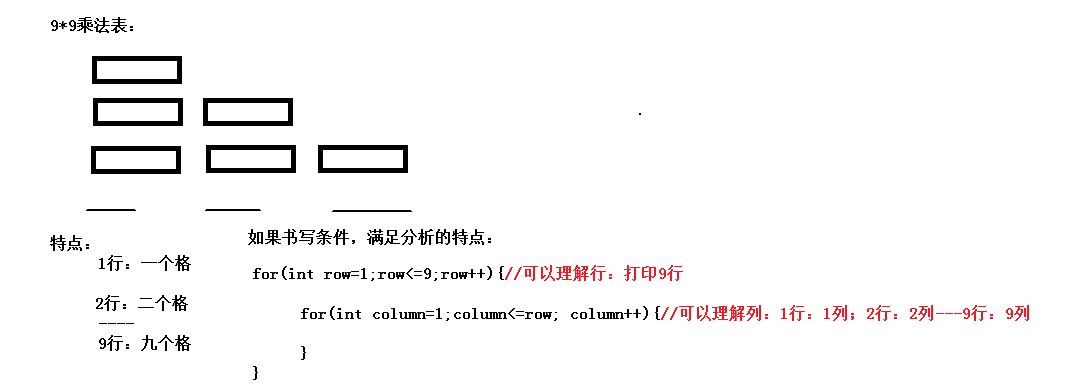 9*9乘法表：
特点：
1行：一个格
2行：二个格
----
9行：九个格
如果书写条件，满足分析的特点：
for(int row=1;row<=9;row++){//可以理解行：打印9行
for(int column=1;column<=row; column++){//可以理解列：1行：1列；2行：2列---9行：9列
}
}